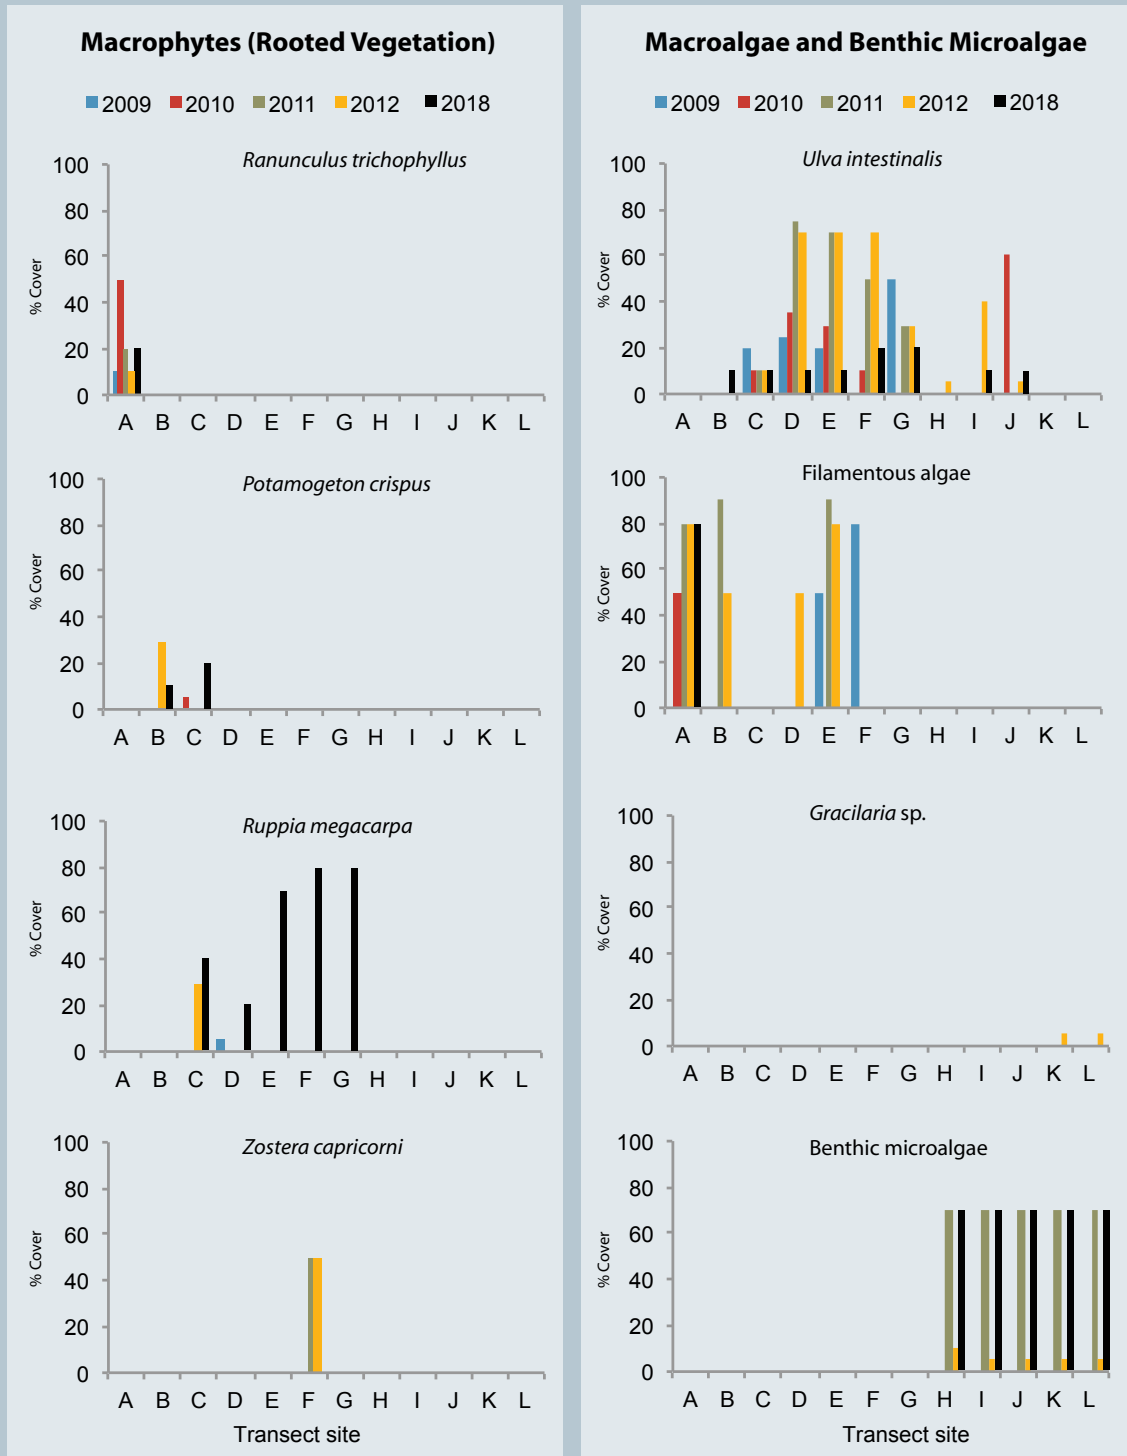 Macrophytes (Rooted Vegetation)
2009 2010 2011 2012 2018
Ranunculus trichophyllus
% Cover
100
80
60
40
20
0
A B C D E F G H I J K L
Potamogeton crispus
% Cover
100
80
60
40
20
0
A B C D E F G H I J K L
Ruppia megacarpa
% Cover
100
80
60
40
20
0
A B C D E F G H I J K L
Zostera capricorni
% Cover
100
80
60
40
20
0
A B C D E F G H I J K L
Transect site
Macroalgae and Benthic Microalgae
2009 2010 2011 2012 2018
Ulva intestinalis
% Cover
100
80
60
40
20
0
A B C D E F G H I J K L
Filamentous algae
% Cover
100
80
60
40
20
0
A B C D E F G H I J K L
Gracilaria sp.
% Cover
100
80
60
40
20
0
A B C D E F G H I J K L
Benthic microalgae
% Cover
100
80
60
40
20
0
A B C D E F G H I J K L
Transect site